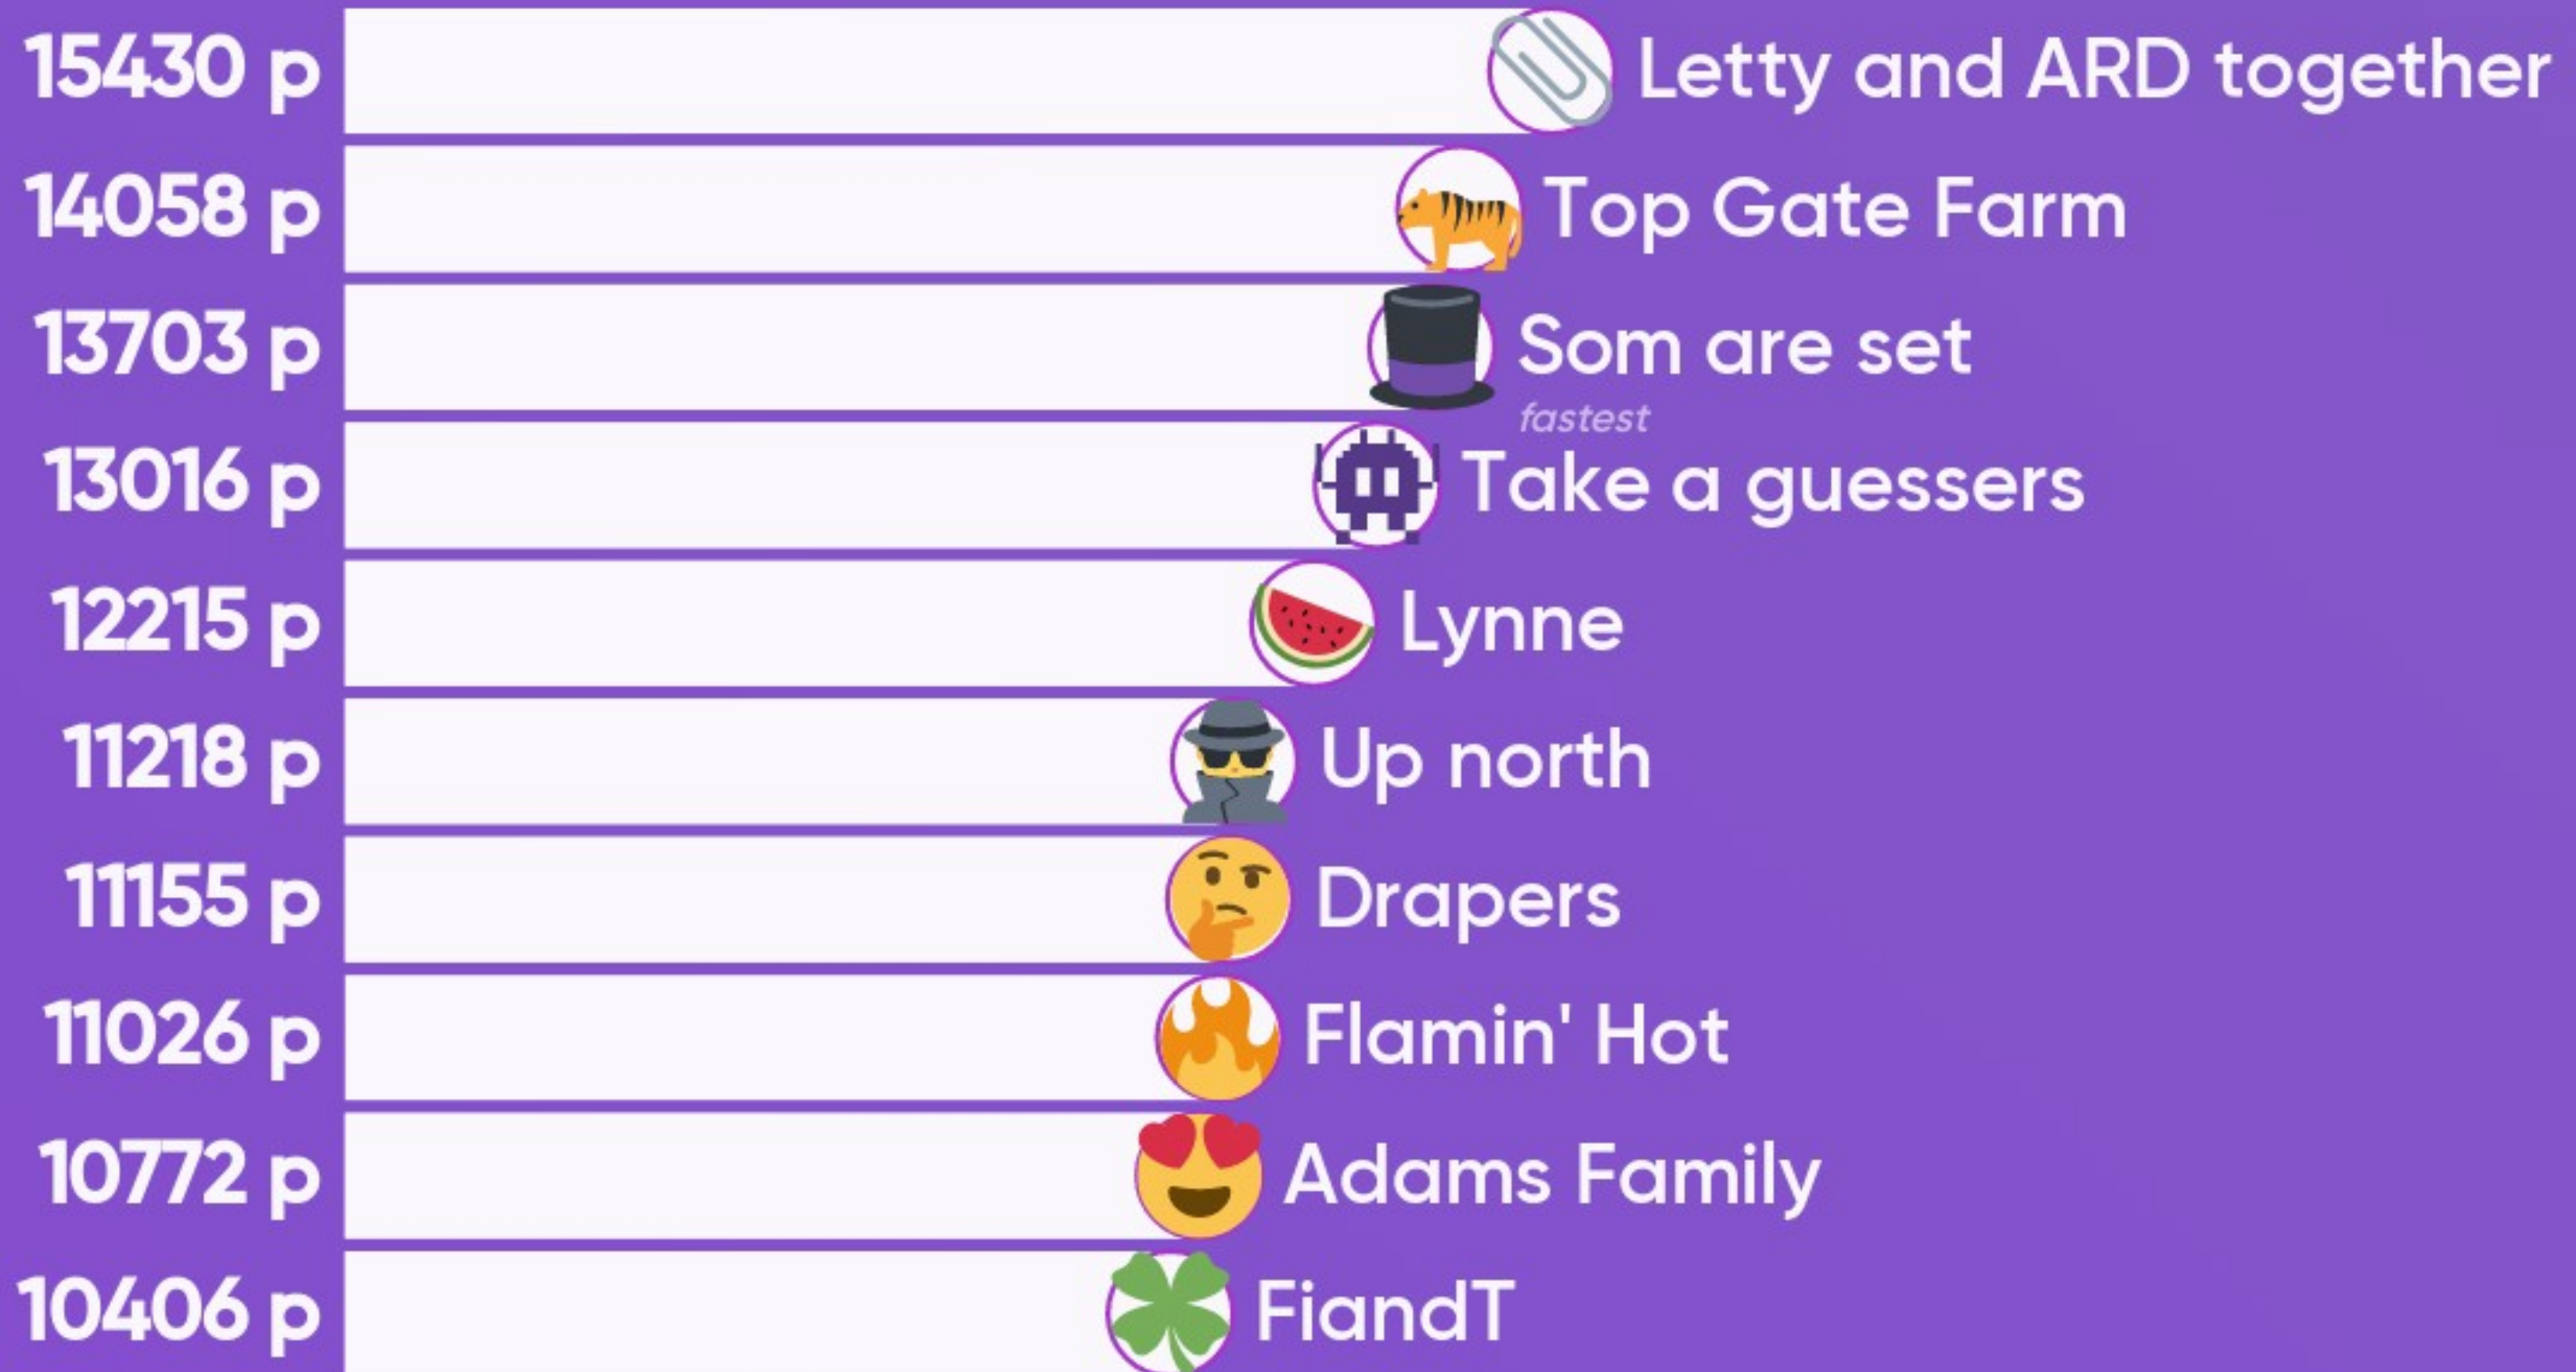 15430 p Letty and ARD together
14058 p Top Gate Farm
13703 p Som are set
fastest
13016 p Take a guessers
12215 p Lynne
11218 p Up north
11155 p Drapers
11026 p Flamin' Hot
10772 p Adams Family
10406 p FiandT